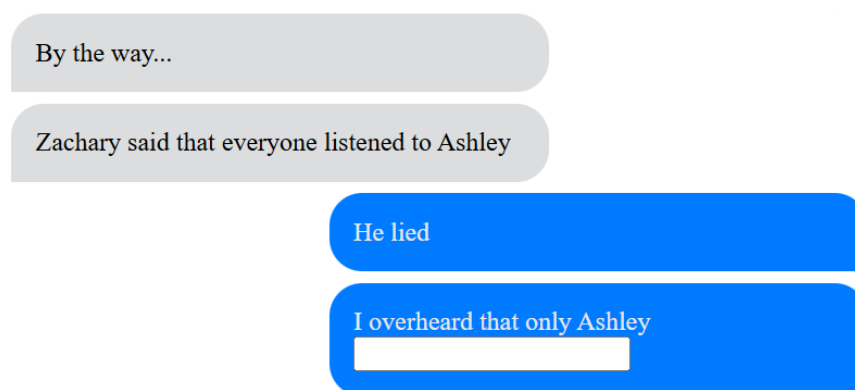 By the way...
Zachary said that everyone listened to Ashley
He lied
I overheard that only Ashley